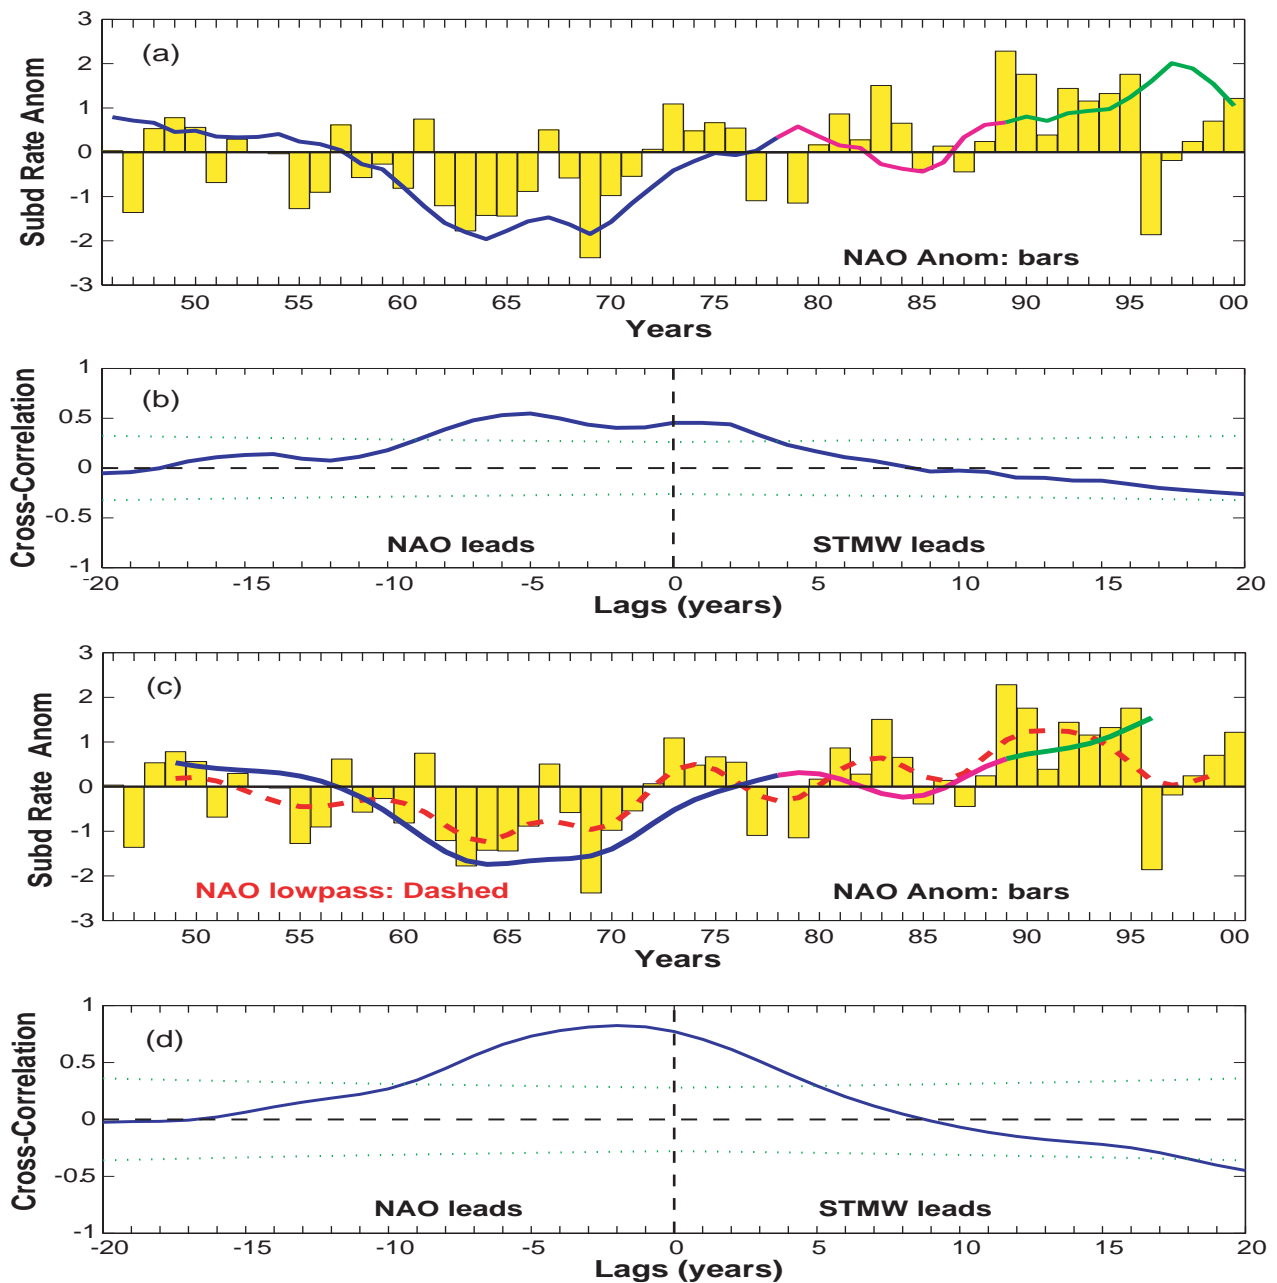 3
2
1
0
-1
-2
-3
Subd Rate Anom
(a)
NAO Anom: bars
50 55 60 65 70 75 80 85 90 95 00
Years
1
0.5
0
-0.5
-1
Cross-Correlation
(b)
NAO leads STMW leads
-20 -15 -10 -5 0 5 10 15 20
Lags (years)
3
2
1
0
-1
-2
-3
Subd Rate Anom
(c)
NAO lowpass: Dashed NAO Anom: bars
50 55 60 65 70 75 80 85 90 95 00
Years
1
0.5
0
-0.5
-1
Cross-Correlation
(d)
NAO leads STMW leads
-20 -15 -10 -5 0 5 10 15 20
Lags (years)